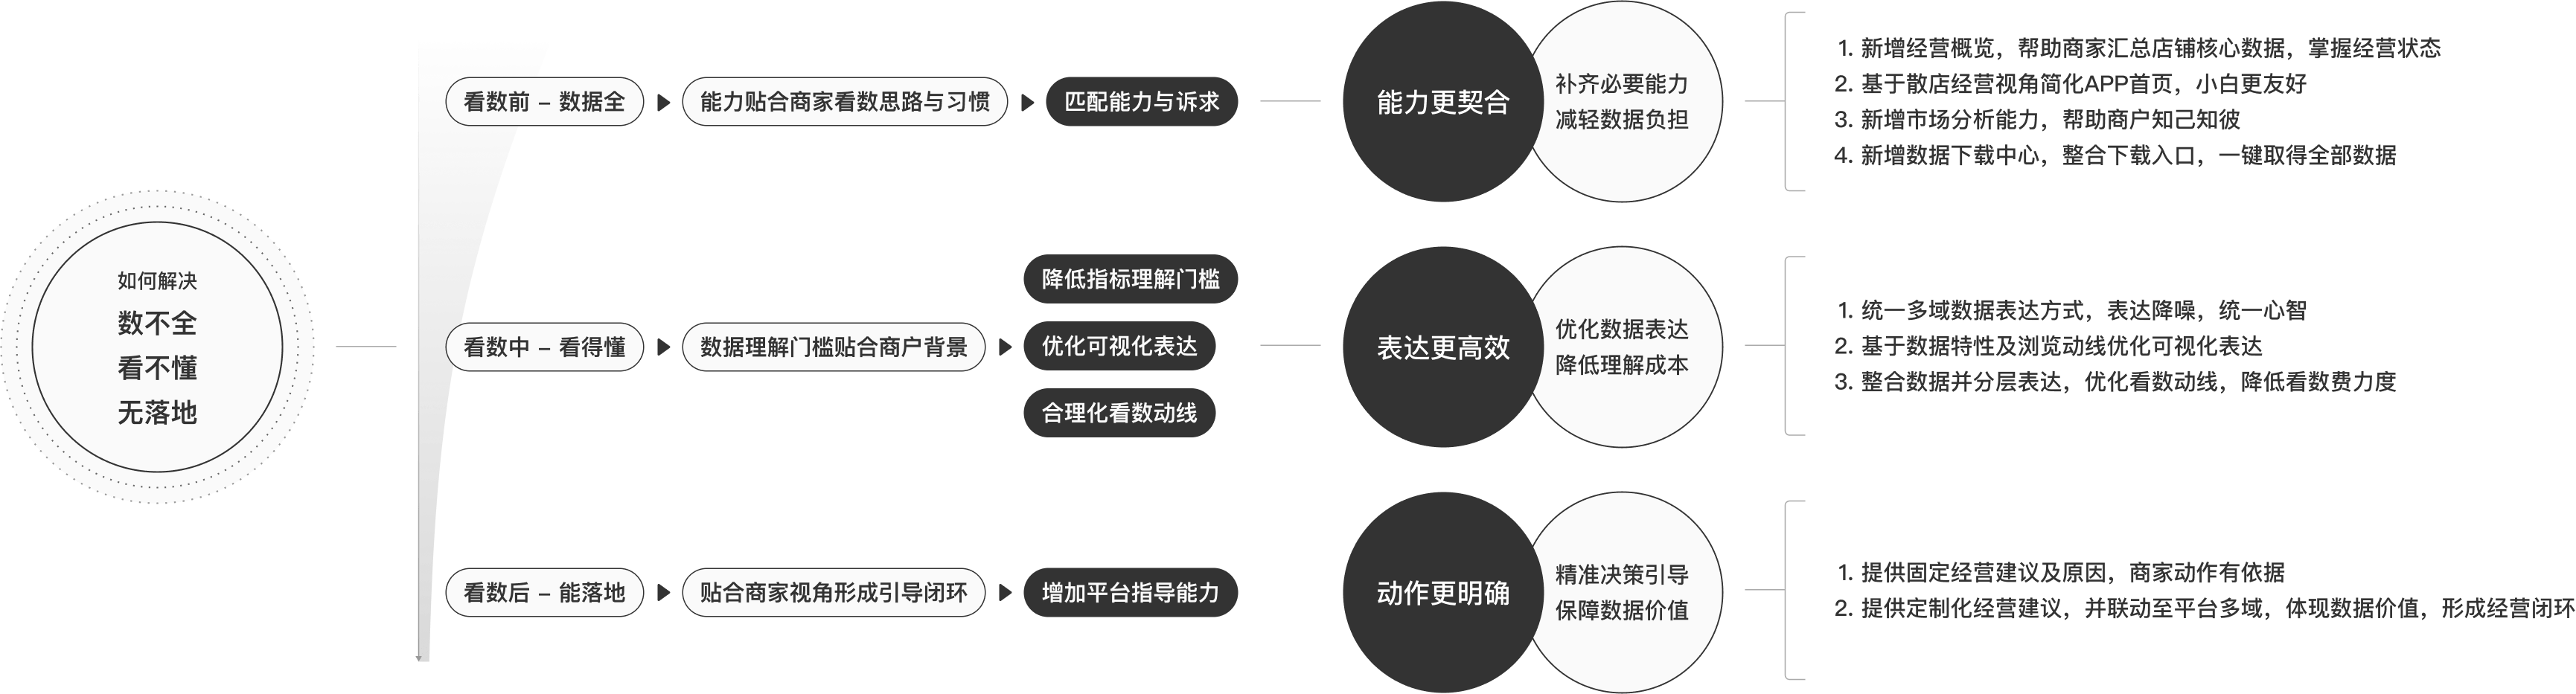 如何解决
数不全
看不懂
无落地
看数前 – 数据全
能力贴合商家看数思路与习惯
匹配能力与诉求
能力更契合
补齐必要能力
减轻数据负担
1. 新增经营概览，帮助商家汇总店铺核心数据，掌握经营状态
2. 基于散店经营视角简化APP首页，小白更友好
3. 新增市场分析能力，帮助商户知己知彼
4. 新增数据下载中心，整合下载入口，一键取得全部数据
看数中 – 看得懂
数据理解门槛贴合商户背景
降低指标理解门槛
优化可视化表达
合理化看数动线
表达更高效
优化数据表达
降低理解成本
1. 统一多域数据表达方式，表达降噪，统一心智
2. 基于数据特性及浏览动线优化可视化表达
3. 整合数据并分层表达，优化看数动线，降低看数费力度
看数后 – 能落地
贴合商家视角形成引导闭环
增加平台指导能力
动作更明确
精准决策引导
保障数据价值
1. 提供固定经营建议及原因，商家动作有依据
2. 提供定制化经营建议，并联动至平台多域，体现数据价值，形成经营闭环